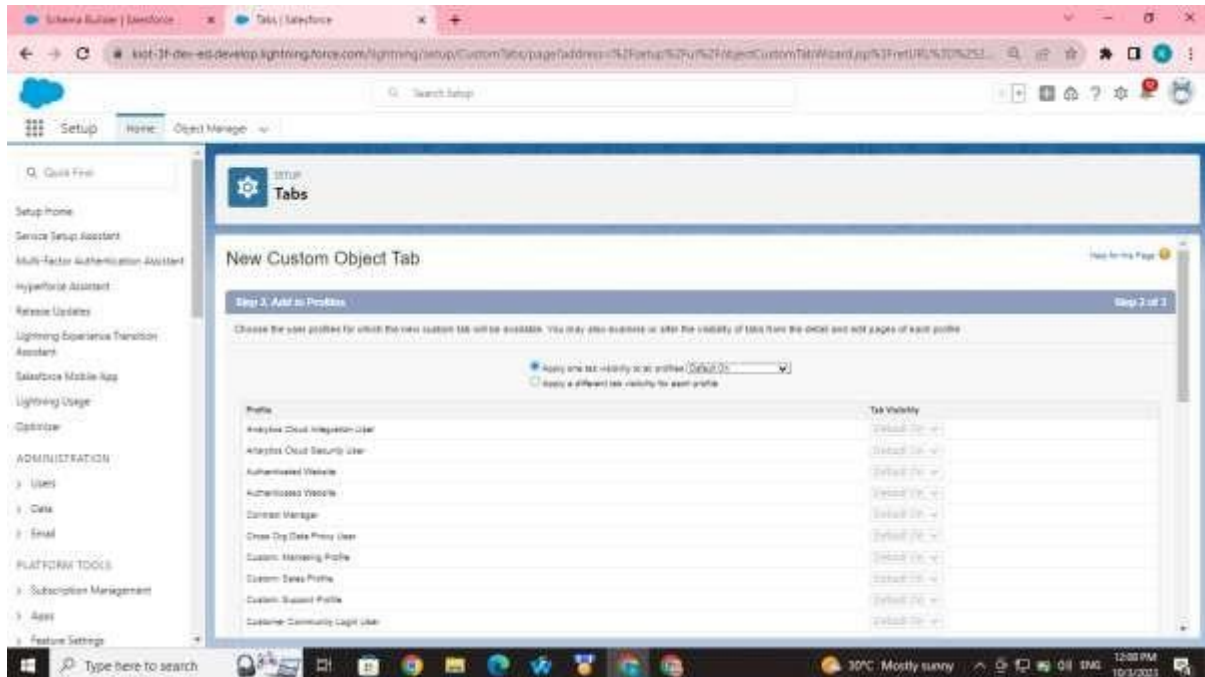 Schema Builder | Salesforce
Tabs | Salesforce
Search Setup
Setup
Home
Object Manager
Quick Find
Setup Home
Service Setup Assistant
Multi-Factor Authentication Assistant
Hyperforce Assistant
Release Updates
Lightning Experience Transition
Assistant
Salesforce Mobile App
Lightning Usage
Optimizer
ADMINISTRATION
Users
Data
Email
PLATFORM TOOLS
Subscription Management
Apps
Feature Settings
SETUP
Tabs
New Custom Object Tab
Help for this Page
Step 2. Add to Profiles
Step 2 of 3
Choose the user profiles for which the new custom tab will be available. You may also examine or alter the visibility of tabs from the detail and edit pages of each profile
Apply one tab visibility to all profiles Default On
Apply a different tab visibility for each profile
Profile Tab Visibility
Analytics Cloud Integration User Default On
Analytics Cloud Security User Default On
Authenticated Website Default On
Authenticated Website Default On
Contract Manager Default On
Cross Org Data Proxy User Default On
Custom: Marketing Profile Default On
Custom: Sales Profile Default On
Custom: Support Profile Default On
Customer Community Login User Default On
Type here to search
30°C Mostly sunny
ENG
12:00 PM
10/3/2023